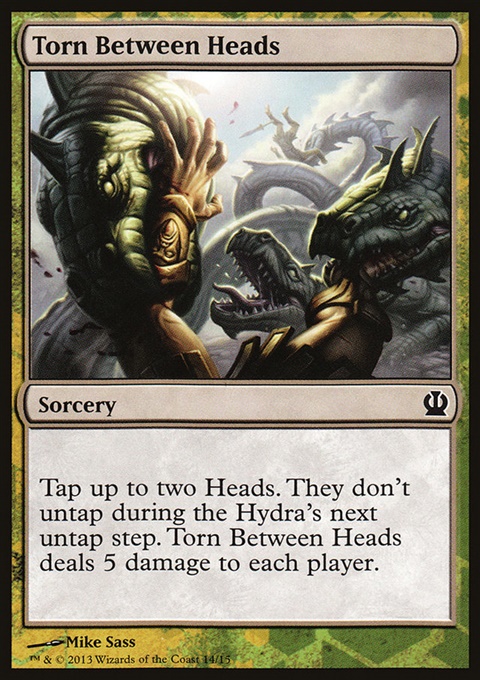 Torn Between Heads
Sorcery
Tap up to two Heads. They don't
untap during the Hydra's next
untap step. Torn Between Heads
deals 5 damage to each player.
Mike Sass
™ & © 2013 Wizards of the Coast 14/15